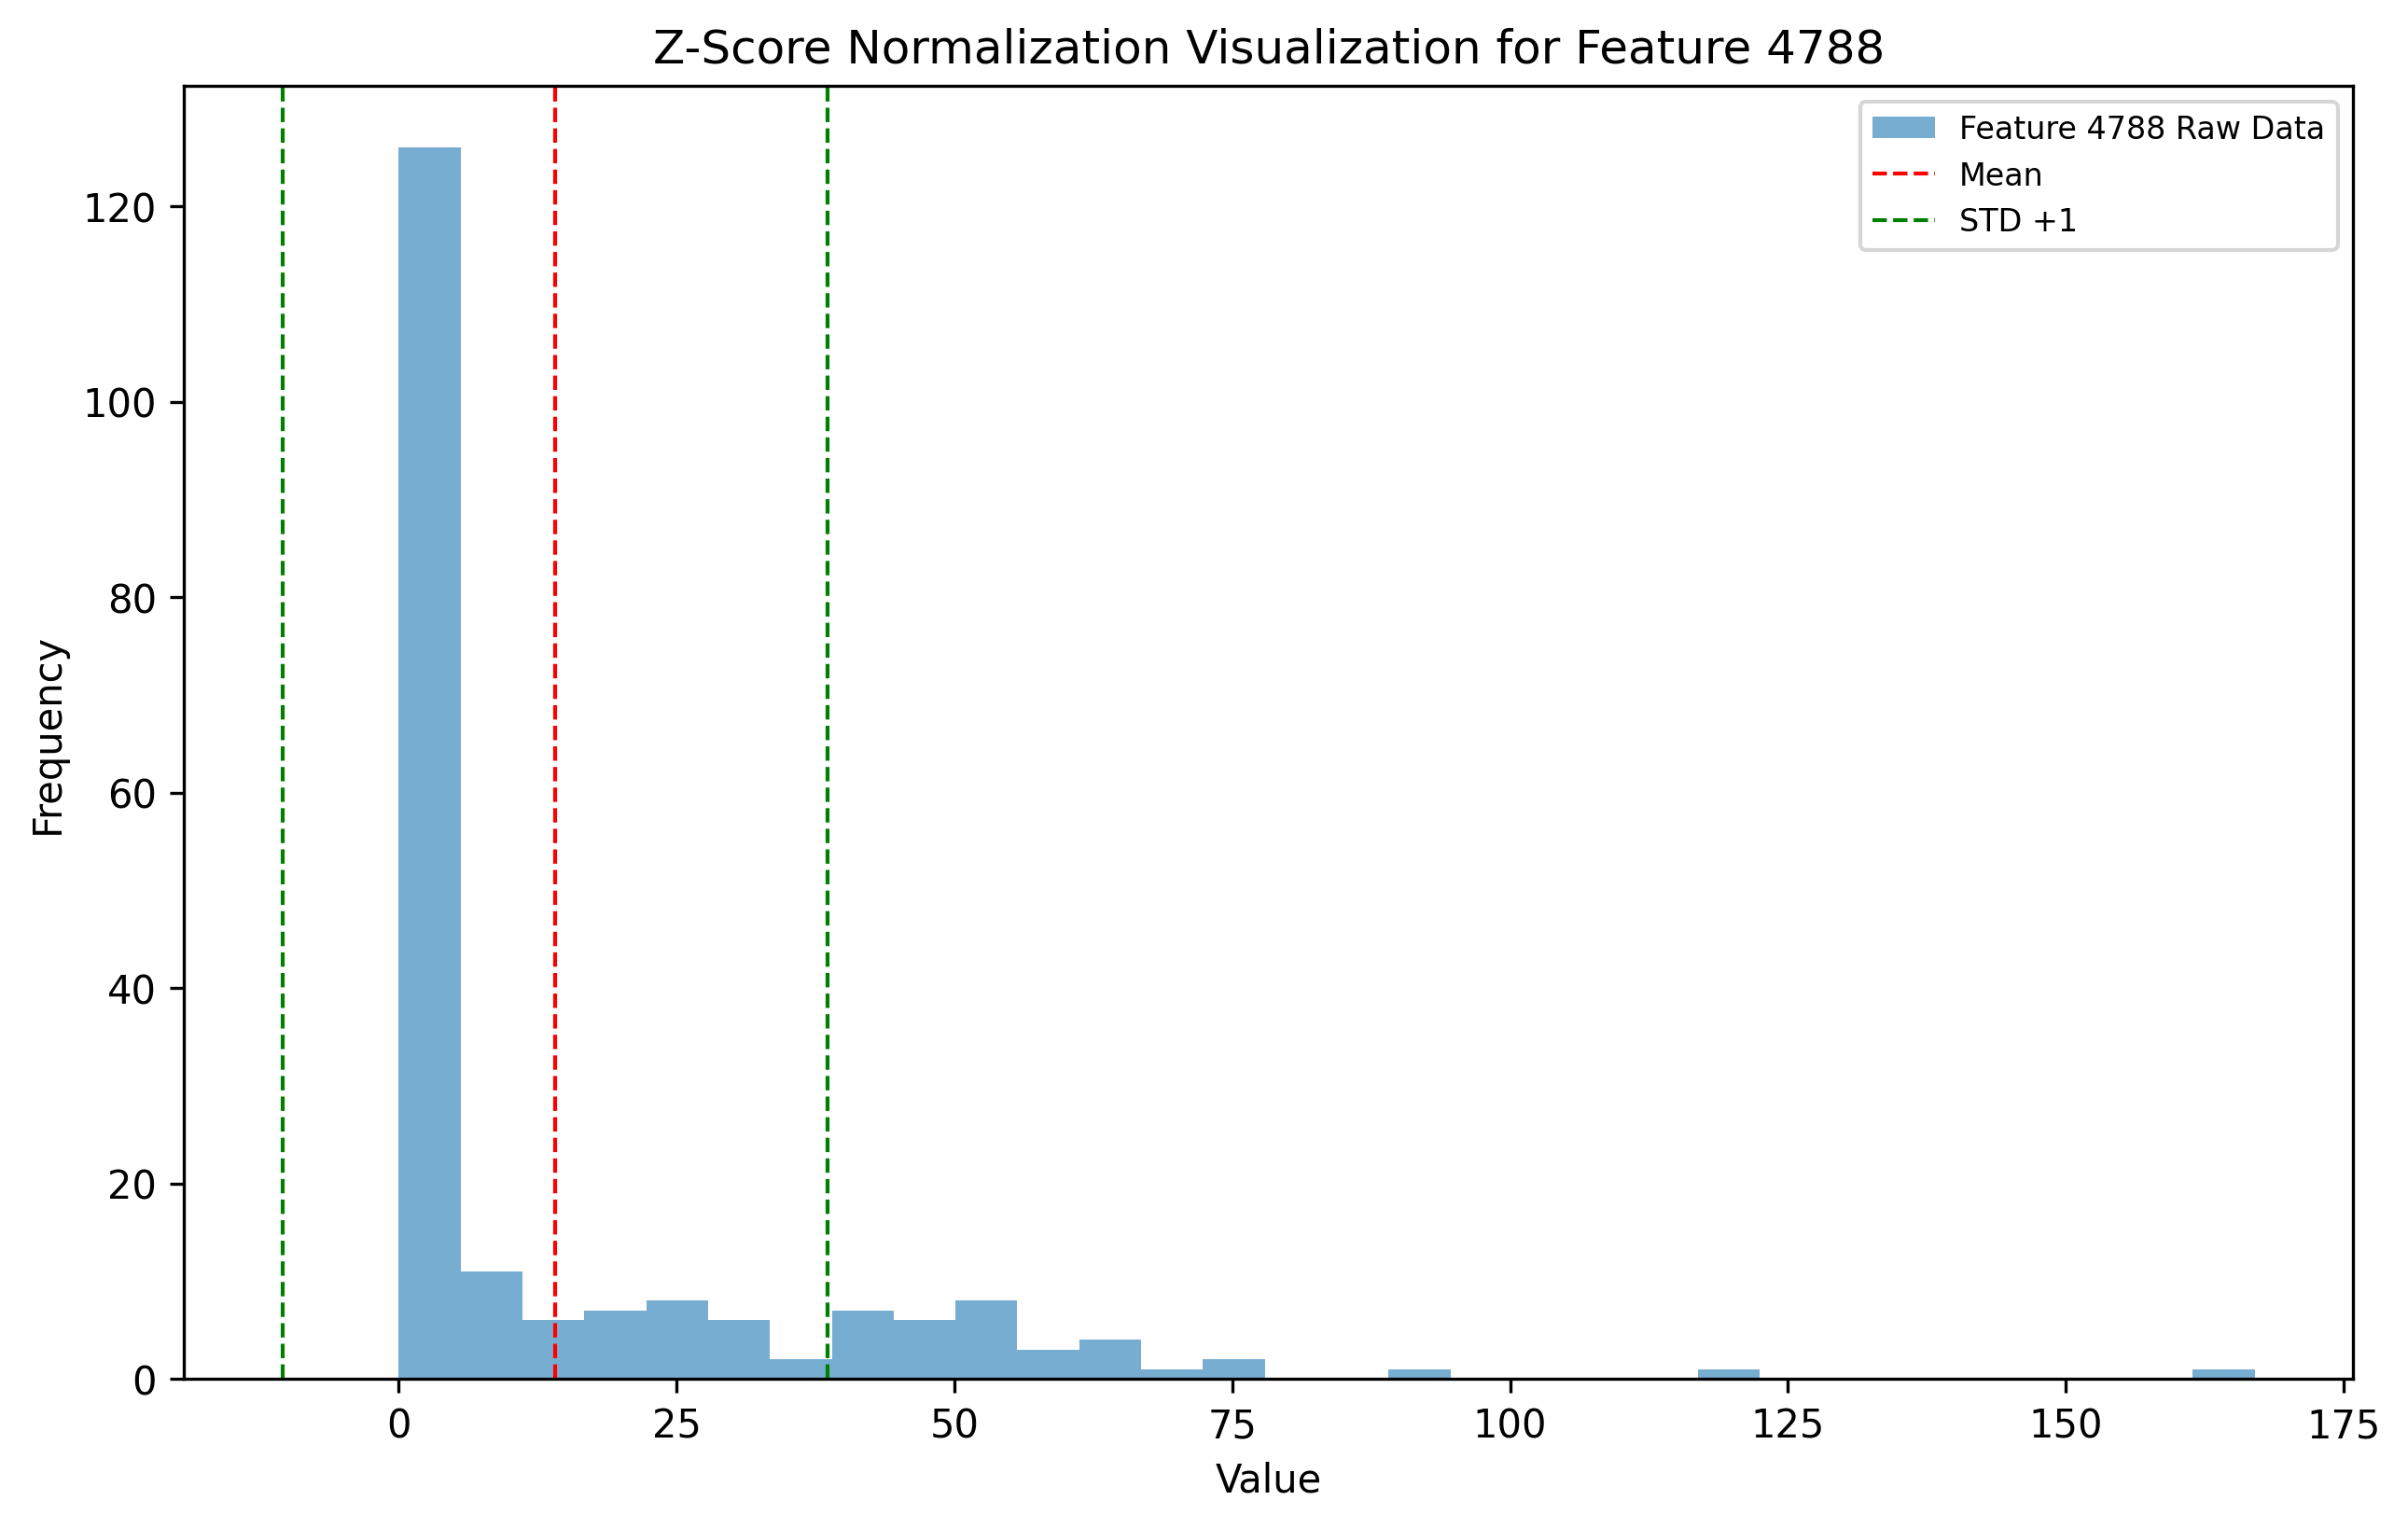 Z-Score Normalization Visualization for Feature 4788
Feature 4788 Raw Data
Mean
STD +1
120
100
80
60
40
20
0
Frequency
0 25 50 75 100 125 150 175
Value